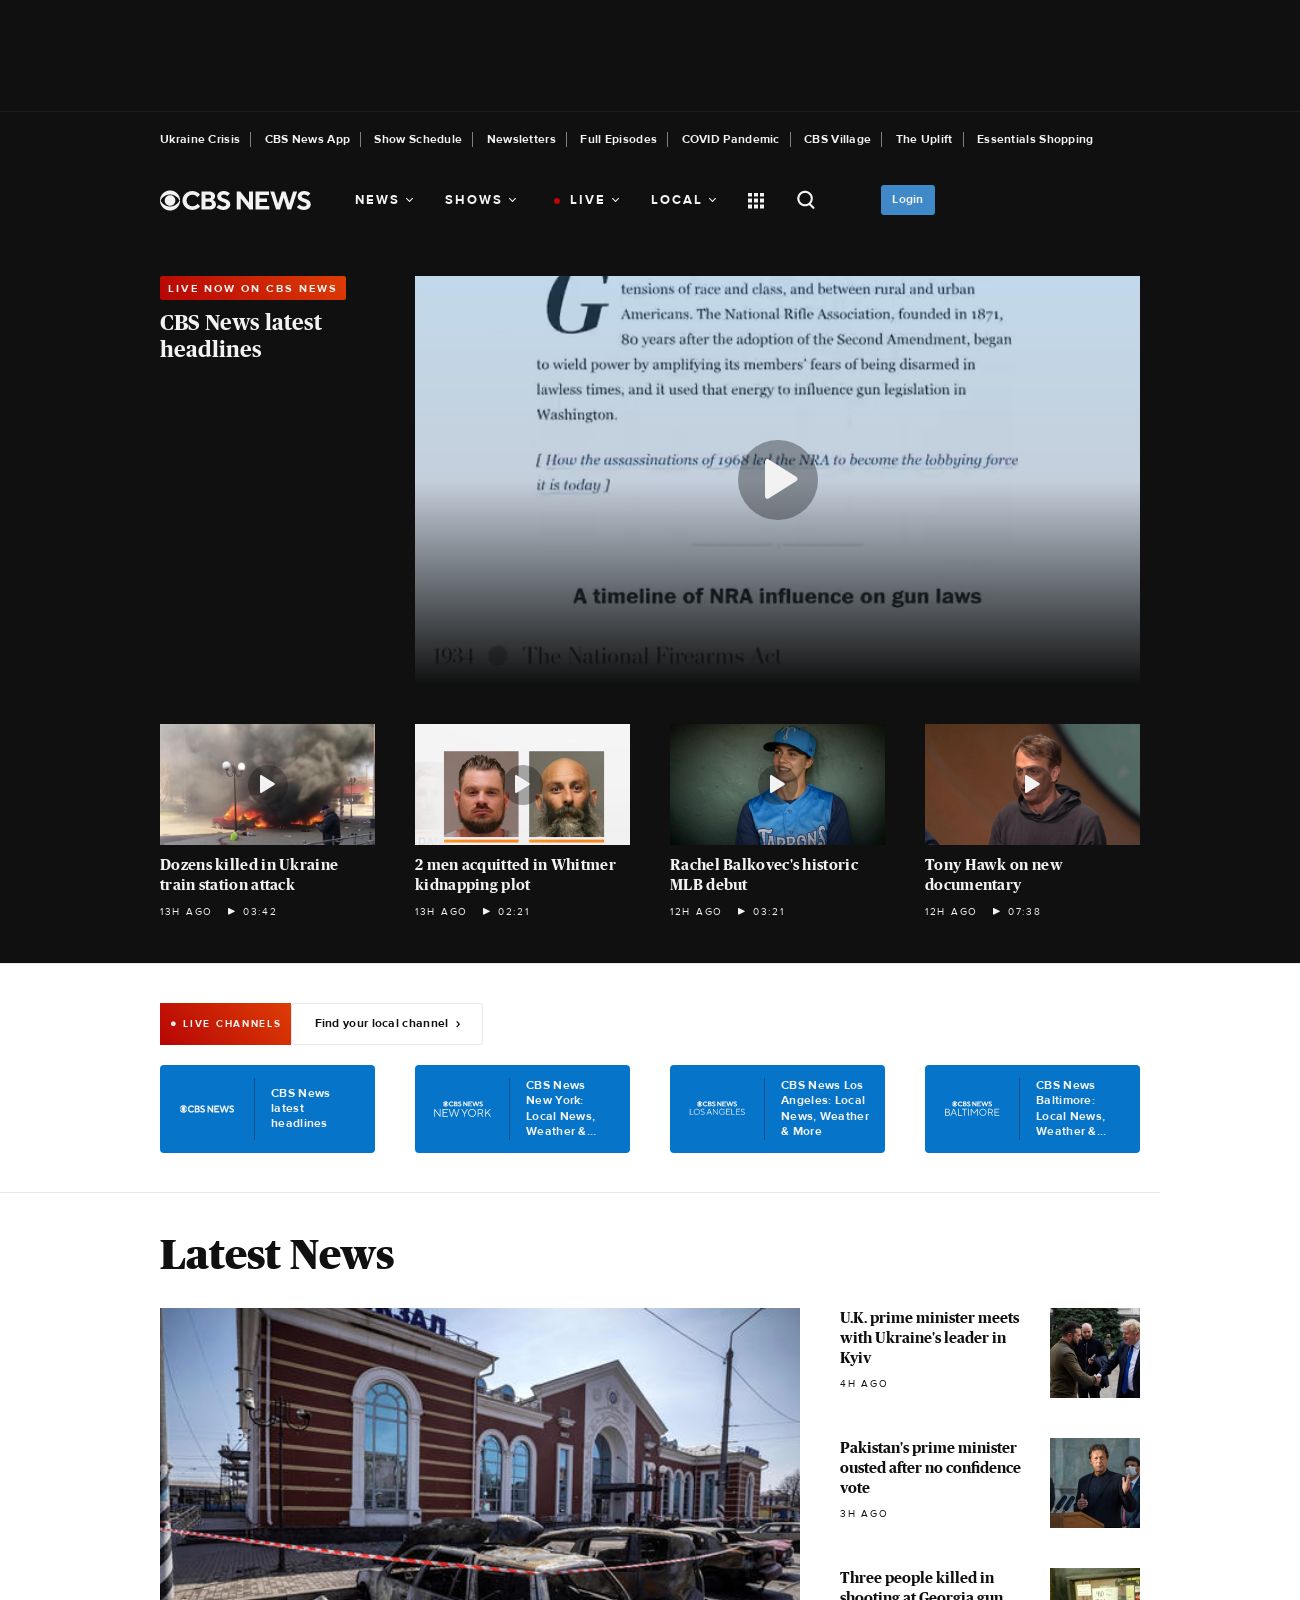 Ukraine Crisis
CBS News App
Show Schedule
Newsletters
Full Episodes
COVID Pandemic
CBS Village
The Uplift
Essentials Shopping
CBS NEWS
NEWS
SHOWS
LIVE
LOCAL
Login
LIVE NOW ON CBS NEWS
CBS News latest
headlines
G
tensions of race and class, and between rural and urban
Americans. The National Rifle Association, founded in 1871,
80 years after the adoption of the Second Amendment, began
to wield power by amplifying its members' fears of being disarmed in
lawless times, and it used that energy to influence gun legislation in
Washington.
[ How the assassinations of 1968 led the NRA to become the lobbying force
it is today ]
A timeline of NRA influence on gun laws
1934 The National Firearms Act
Dozens killed in Ukraine
train station attack
13H AGO 03:42
2 men acquitted in Whitmer
kidnapping plot
13H AGO 02:21
TARPONS
Rachel Balkovec's historic
MLB debut
12H AGO 03:21
Tony Hawk on new
documentary
12H AGO 07:38
LIVE CHANNELS
Find your local channel ›
CBS NEWS
CBS News
latest
headlines
CBS NEWS
NEW YORK
CBS News
New York:
Local News,
Weather &...
CBS NEWS
LOS ANGELES
CBS News Los
Angeles: Local
News, Weather
& More
CBS NEWS
BALTIMORE
CBS News
Baltimore:
Local News,
Weather &...
Latest News
U.K. prime minister meets
with Ukraine's leader in
Kyiv
4H AGO
Pakistan's prime minister
ousted after no confidence
vote
3H AGO
Three people killed in
shooting at Georgia gun